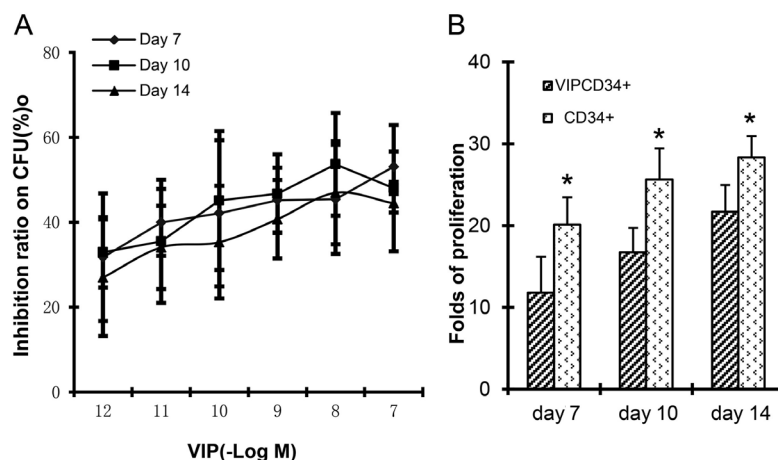 A
Day 7
Day 10
Day 14
80
60
40
20
0
Inhibition ratio on CFU(%)o
12 11 10 9 8 7
VIP(-Log M)
B
VIPCD34+
CD34+
40
30
20
10
0
Folds of proliferation
* * *
day 7 day 10 day 14